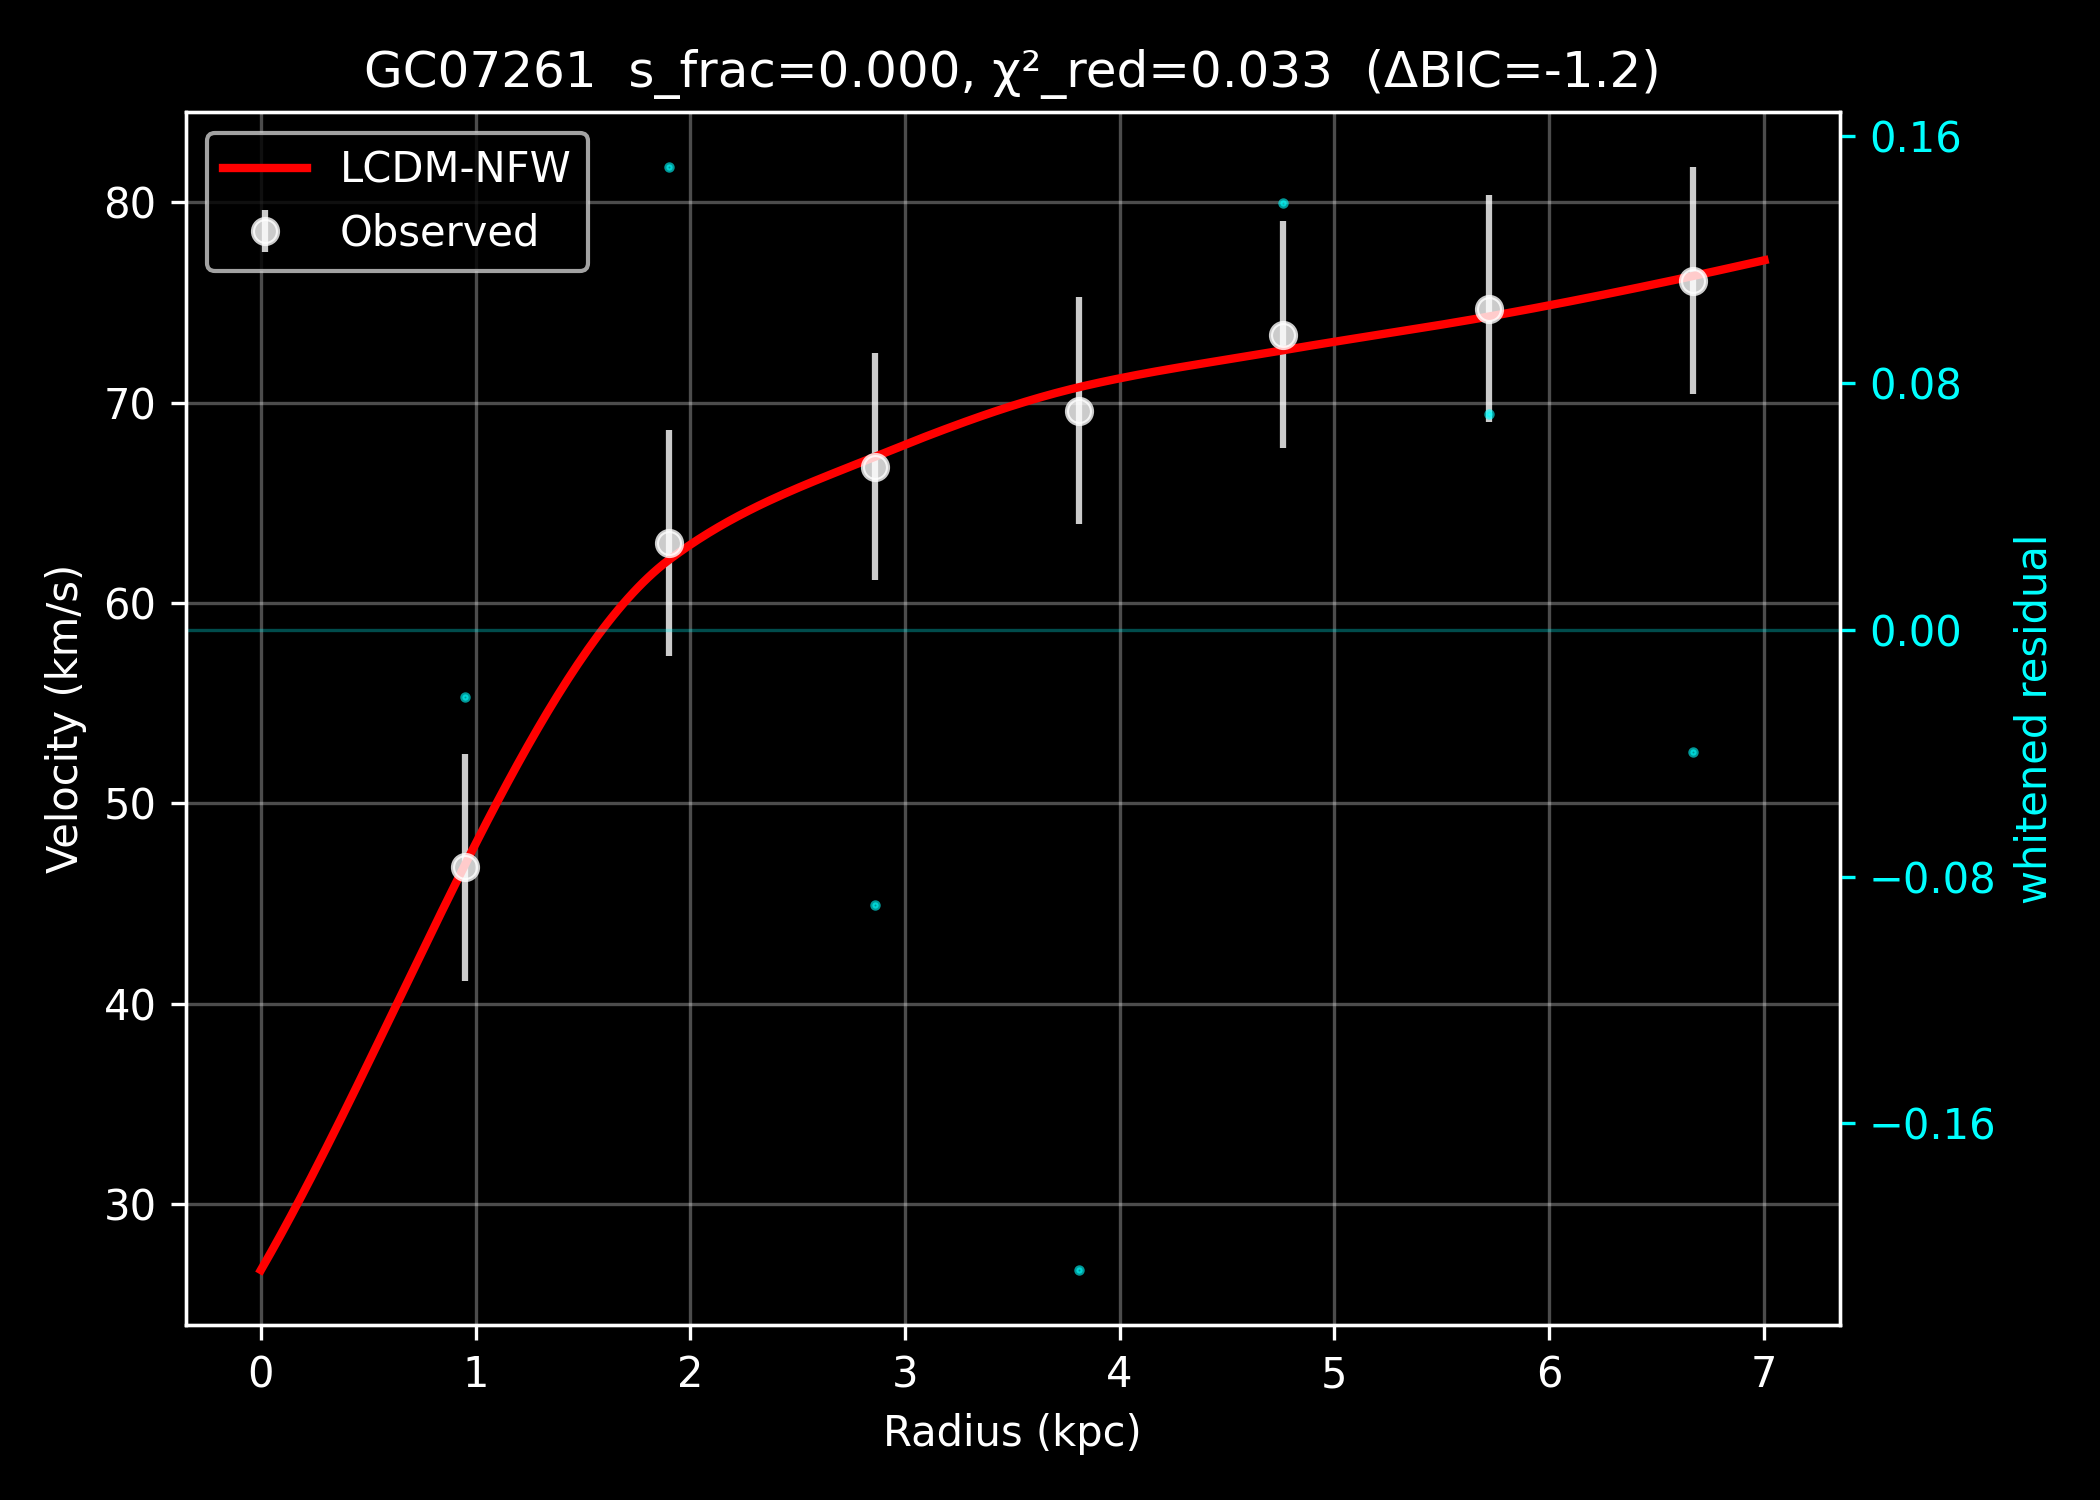 GC07261 s_frac=0.000, χ²_red=0.033 (ΔBIC=-1.2)
LCDM-NFW
Observed
80
70
60
50
40
30
Velocity (km/s)
0.16
0.08
0.00
−0.08
−0.16
whitened residual
0 1 2 3 4 5 6 7
Radius (kpc)